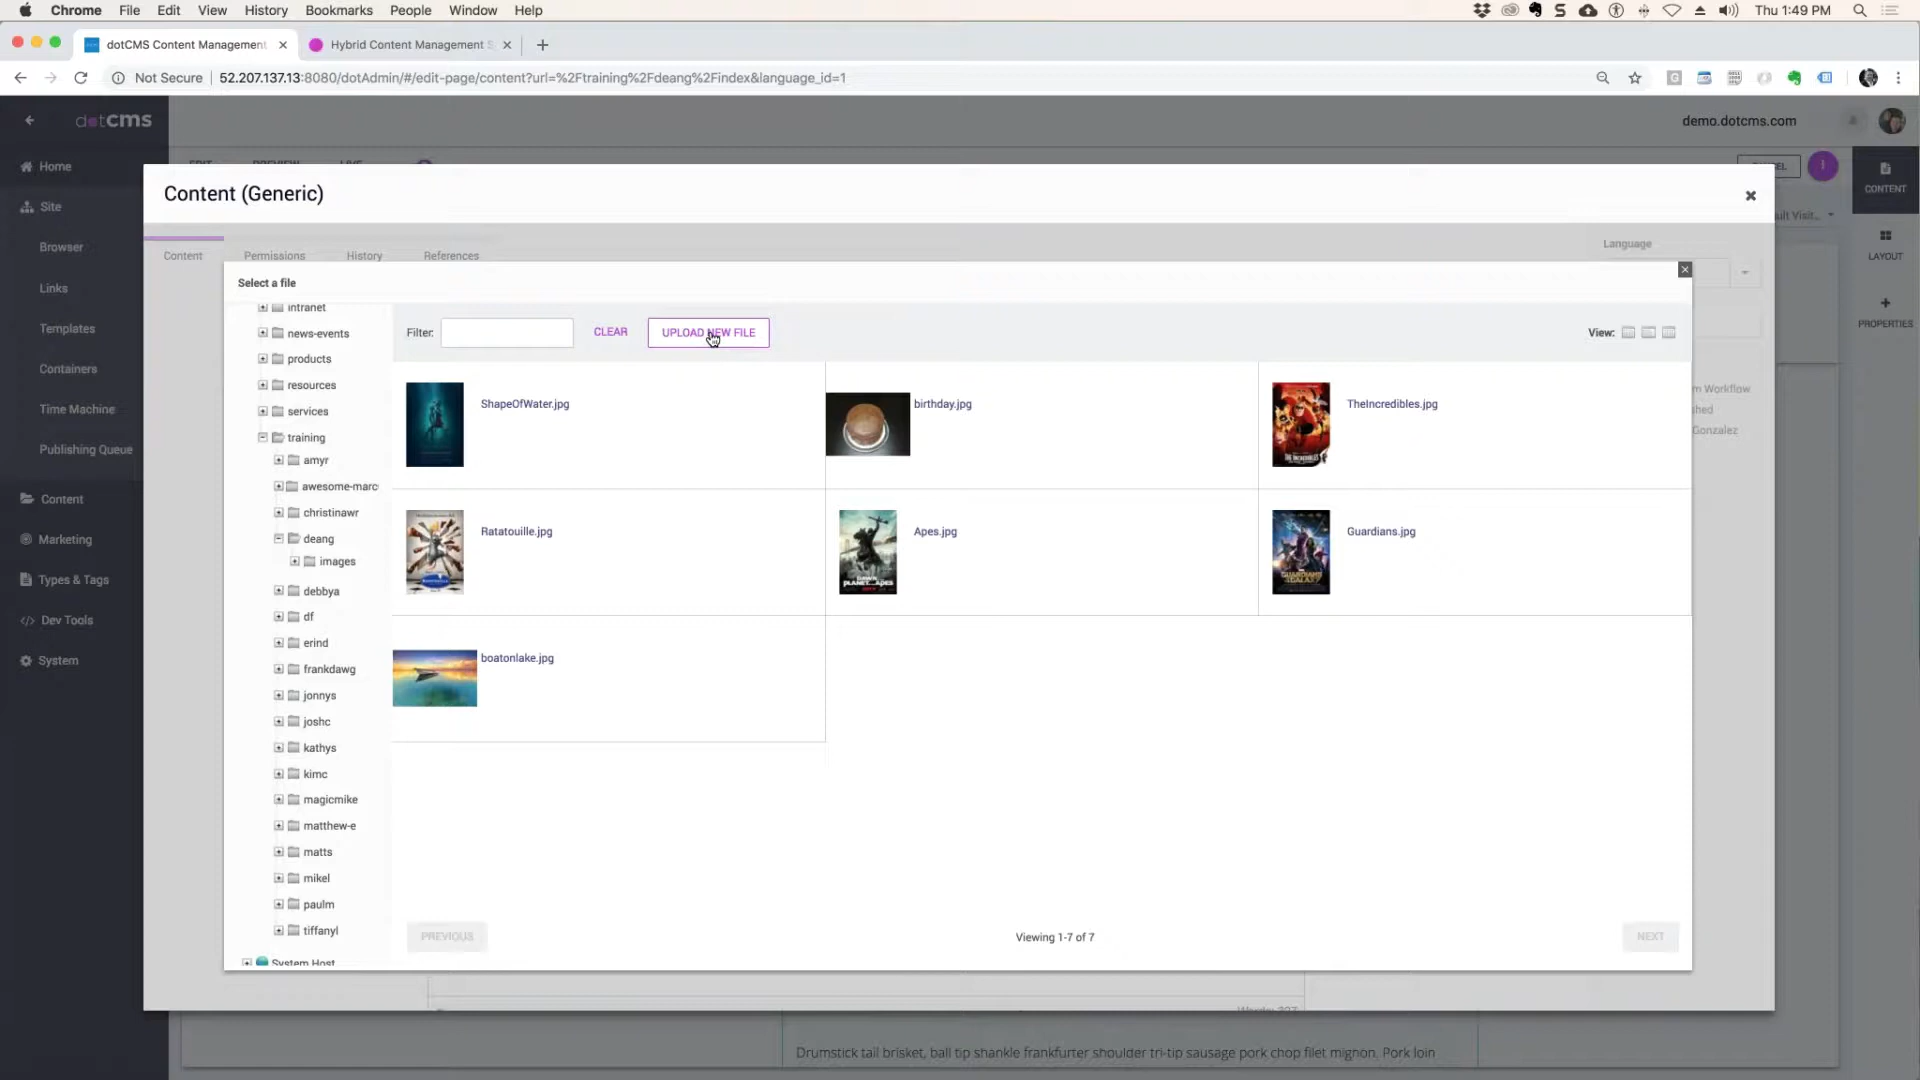 Chrome File Edit View History Bookmarks People Window Help
Thu 1:49 PM
dotCMS Content Management
Hybrid Content Management S
Not Secure | 52.207.137.13:8080/dotAdmin/#/edit-page/content?url=%2Ftraining%2Fdeang%2Findex&language_id=1
dotCMS
demo.dotcms.com
Home
Site
Browser
Links
Templates
Containers
Time Machine
Publishing Queue
Content
Marketing
Types & Tags
Dev Tools
System
EDIT PREVIEW LIVE
CONTENT
LAYOUT
PROPERTIES
Content (Generic)
Content Permissions History References
Language
Select a file
intranet
news-events
products
resources
services
training
amyr
awesome-marc
christinawr
deang
images
debbya
df
erind
frankdawg
jonnys
joshc
kathys
kimc
magicmike
matthew-e
matts
mikel
paulm
tiffanyl
System Host
Filter:
CLEAR
UPLOAD NEW FILE
View:
ShapeOfWater.jpg
birthday.jpg
TheIncredibles.jpg
Ratatouille.jpg
Apes.jpg
Guardians.jpg
boatonlake.jpg
PREVIOUS
Viewing 1-7 of 7
NEXT
Workflow
Gonzalez
Drumstick tail brisket, ball tip shankle frankfurter shoulder tri-tip sausage pork chop filet mignon. Pork loin